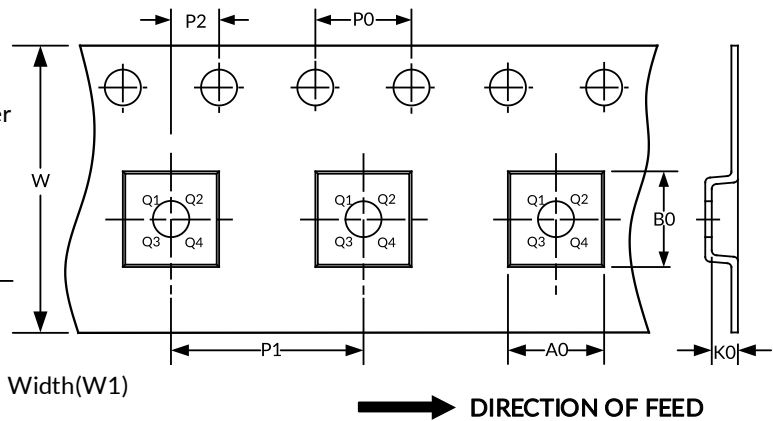 P2
P0
er
W
Q1 Q2
Q3 Q4
Q1 Q2
Q3 Q4
Q1 Q2
Q3 Q4
B0
P1
A0
K0
Width(W1)
DIRECTION OF FEED